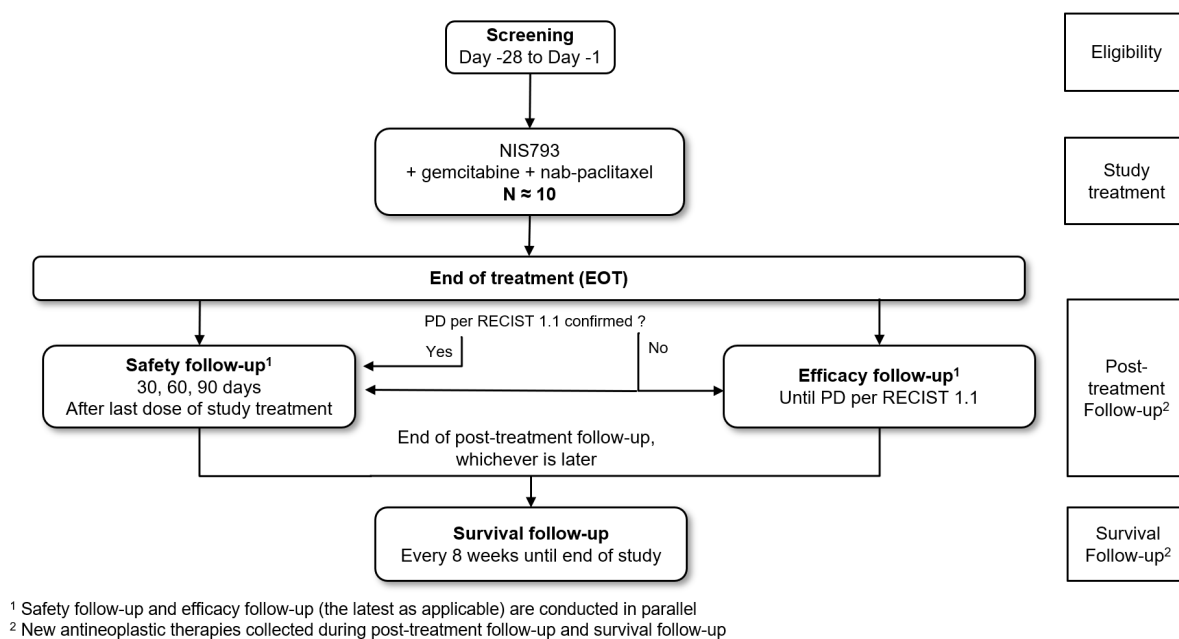 Screening
Day -28 to Day -1
Eligibility
NIS793
+ gemcitabine + nab-paclitaxel
N ≈ 10
Study
treatment
End of treatment (EOT)
PD per RECIST 1.1 confirmed ?
Yes
No
Safety follow-up¹
30, 60, 90 days
After last dose of study treatment
Efficacy follow-up¹
Until PD per RECIST 1.1
Post-
treatment
Follow-up²
End of post-treatment follow-up,
whichever is later
Survival follow-up
Every 8 weeks until end of study
Survival
Follow-up²
¹ Safety follow-up and efficacy follow-up (the latest as applicable) are conducted in parallel
² New antineoplastic therapies collected during post-treatment follow-up and survival follow-up